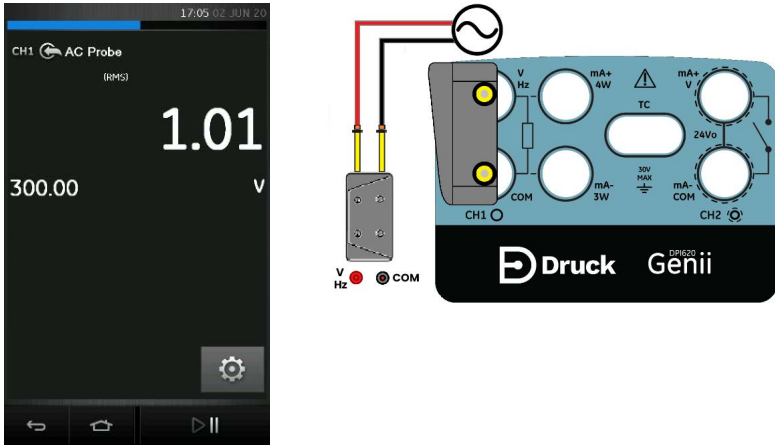 17:05 02 JUN 20
CH1 AC Probe
(RMS)
1.01
300.00 V
V
Hz
COM
V
Hz
mA+
4W
mA+
V
TC
24Vo
30V
MAX
COM
mA-
3W
mA-
COM
CH1
CH2
Druck
DPI620
Genii